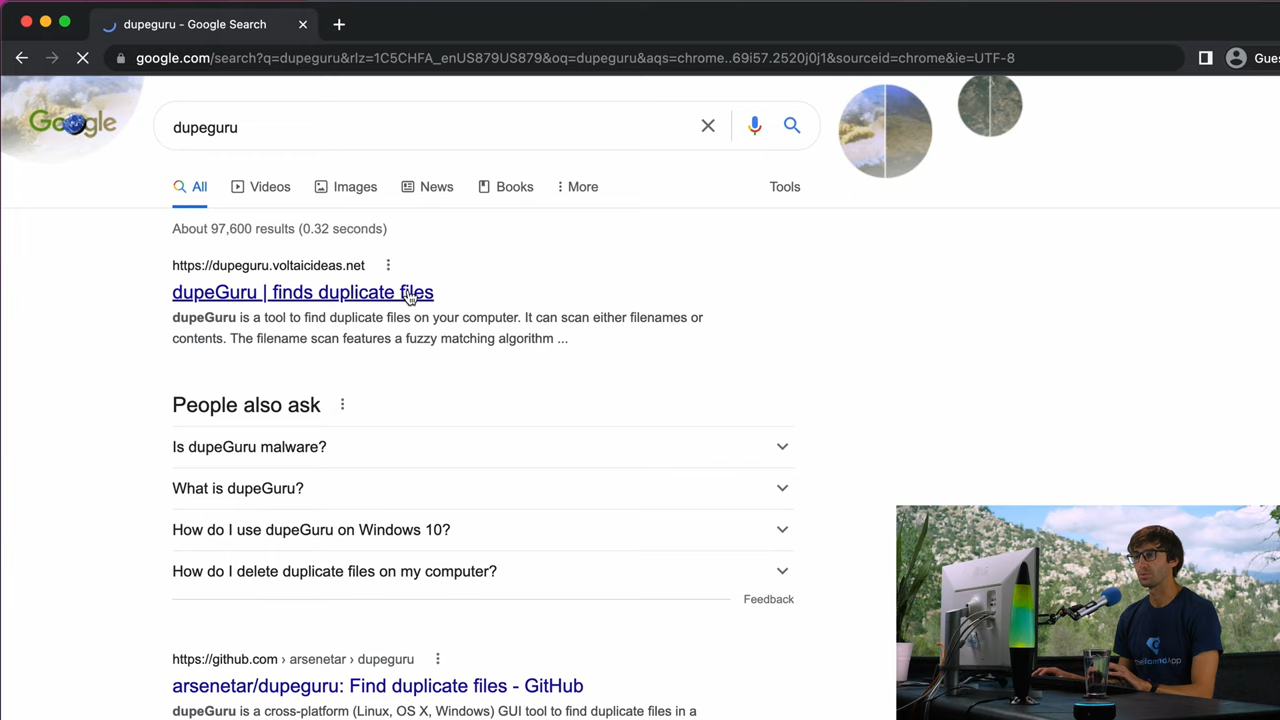 dupeguru - Google Search
google.com/search?q=dupeguru&rlz=1C5CHFA_enUS879US879&oq=dupeguru&aqs=chrome..69i57.2520j0j1&sourceid=chrome&ie=UTF-8
Gues
Google
dupeguru
All Videos Images News Books More Tools
About 97,600 results (0.32 seconds)
https://dupeguru.voltaicideas.net
dupeGuru | finds duplicate files
dupeGuru is a tool to find duplicate files on your computer. It can scan either filenames or
contents. The filename scan features a fuzzy matching algorithm ...
People also ask
Is dupeGuru malware?
What is dupeGuru?
How do I use dupeGuru on Windows 10?
How do I delete duplicate files on my computer?
Feedback
https://github.com › arsenetar › dupeguru
arsenetar/dupeguru: Find duplicate files - GitHub
dupeGuru is a cross-platform (Linux, OS X, Windows) GUI tool to find duplicate files in a